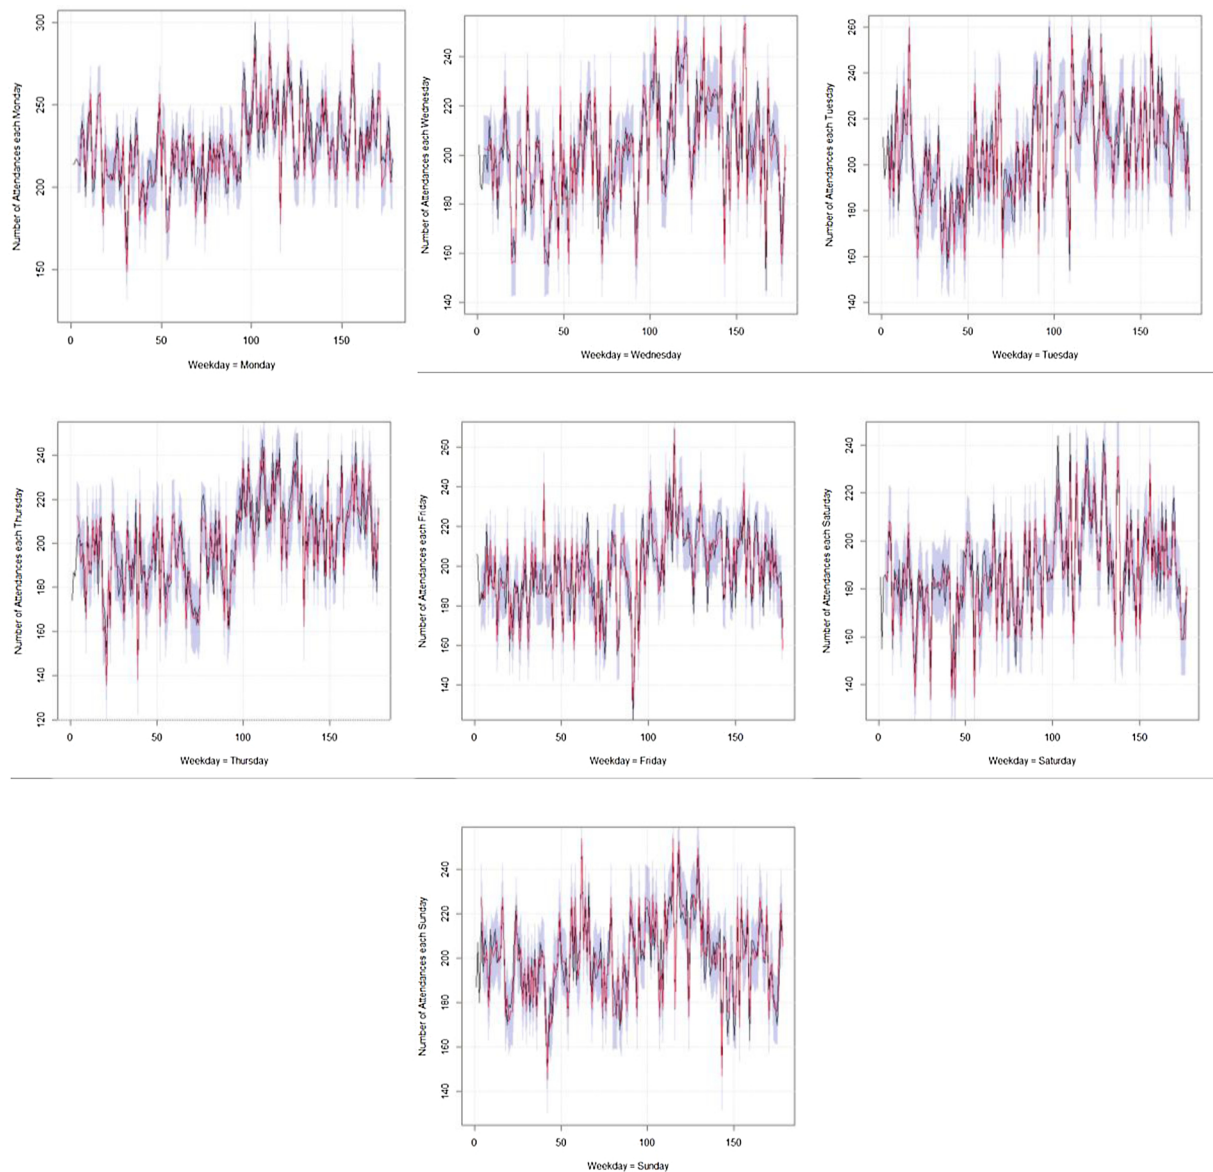 Number of Attendances each Monday
300
250
200
150
0 50 100 150
Weekday = Monday
Number of Attendances each Wednesday
240
220
200
180
160
140
0 50 100 150
Weekday = Wednesday
Number of Attendances each Tuesday
260
240
220
200
180
160
140
0 50 100 150
Weekday = Tuesday
Number of Attendances each Thursday
240
220
200
180
160
140
120
0 50 100 150
Weekday = Thursday
Number of Attendances each Friday
260
240
220
200
180
160
140
0 50 100 150
Weekday = Friday
Number of Attendances each Saturday
240
220
200
180
160
140
0 50 100 150
Weekday = Saturday
Number of Attendances each Sunday
240
220
200
180
160
140
0 50 100 150
Weekday = Sunday